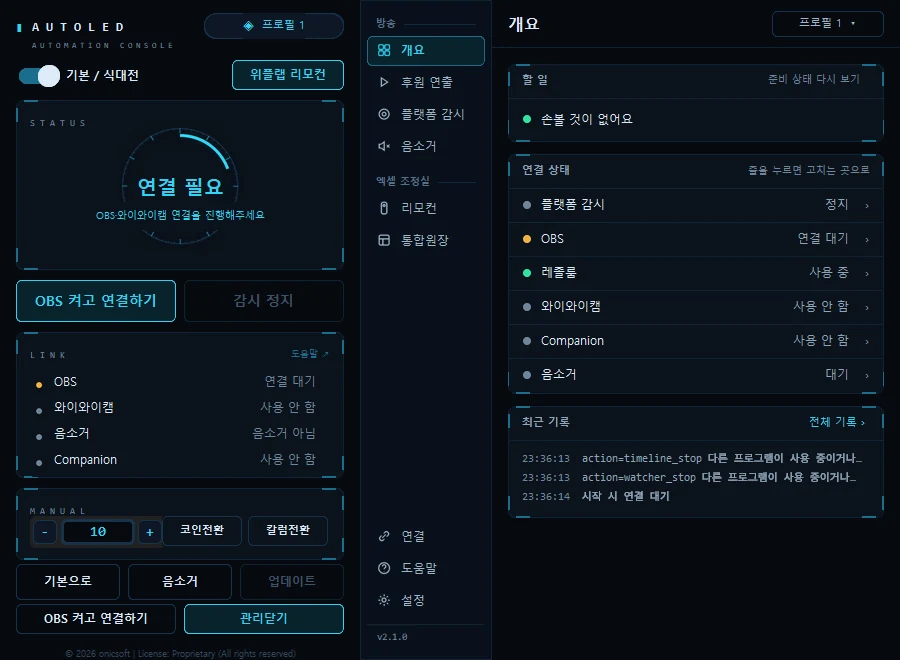 AUTOLED
AUTOMATION CONSOLE
프로필 1
기본 / 식대전
위플랩 리모컨
STATUS
연결 필요
OBS·와이와이캠 연결을 진행해주세요
OBS 켜고 연결하기
감시 정지
LINK
도움말 ↗
OBS
연결 대기
와이와이캠
사용 안 함
음소거
음소거 아님
Companion
사용 안 함
MANUAL
-
10
+
코인전환
칼럼전환
기본으로
음소거
업데이트
OBS 켜고 연결하기
관리닫기
© 2026 onicsoft | License: Proprietary (All rights reserved)
방송
개요
후원 연출
플랫폼 감시
음소거
엑셀 조정실
리모컨
통합원장
연결
도움말
설정
v2.1.0
개요
프로필 1
할 일
준비 상태 다시 보기
손볼 것이 없어요
연결 상태
줄을 누르면 고치는 곳으로
플랫폼 감시
정지 ›
OBS
연결 대기 ›
레졸룸
사용 중 ›
와이와이캠
사용 안 함 ›
Companion
사용 안 함 ›
음소거
대기 ›
최근 기록
전체 기록 ›
23:36:13 action=timeline_stop 다른 프로그램이 사용 중이거나…
23:36:13 action=watcher_stop 다른 프로그램이 사용 중이거나…
23:36:14 시작 시 연결 대기